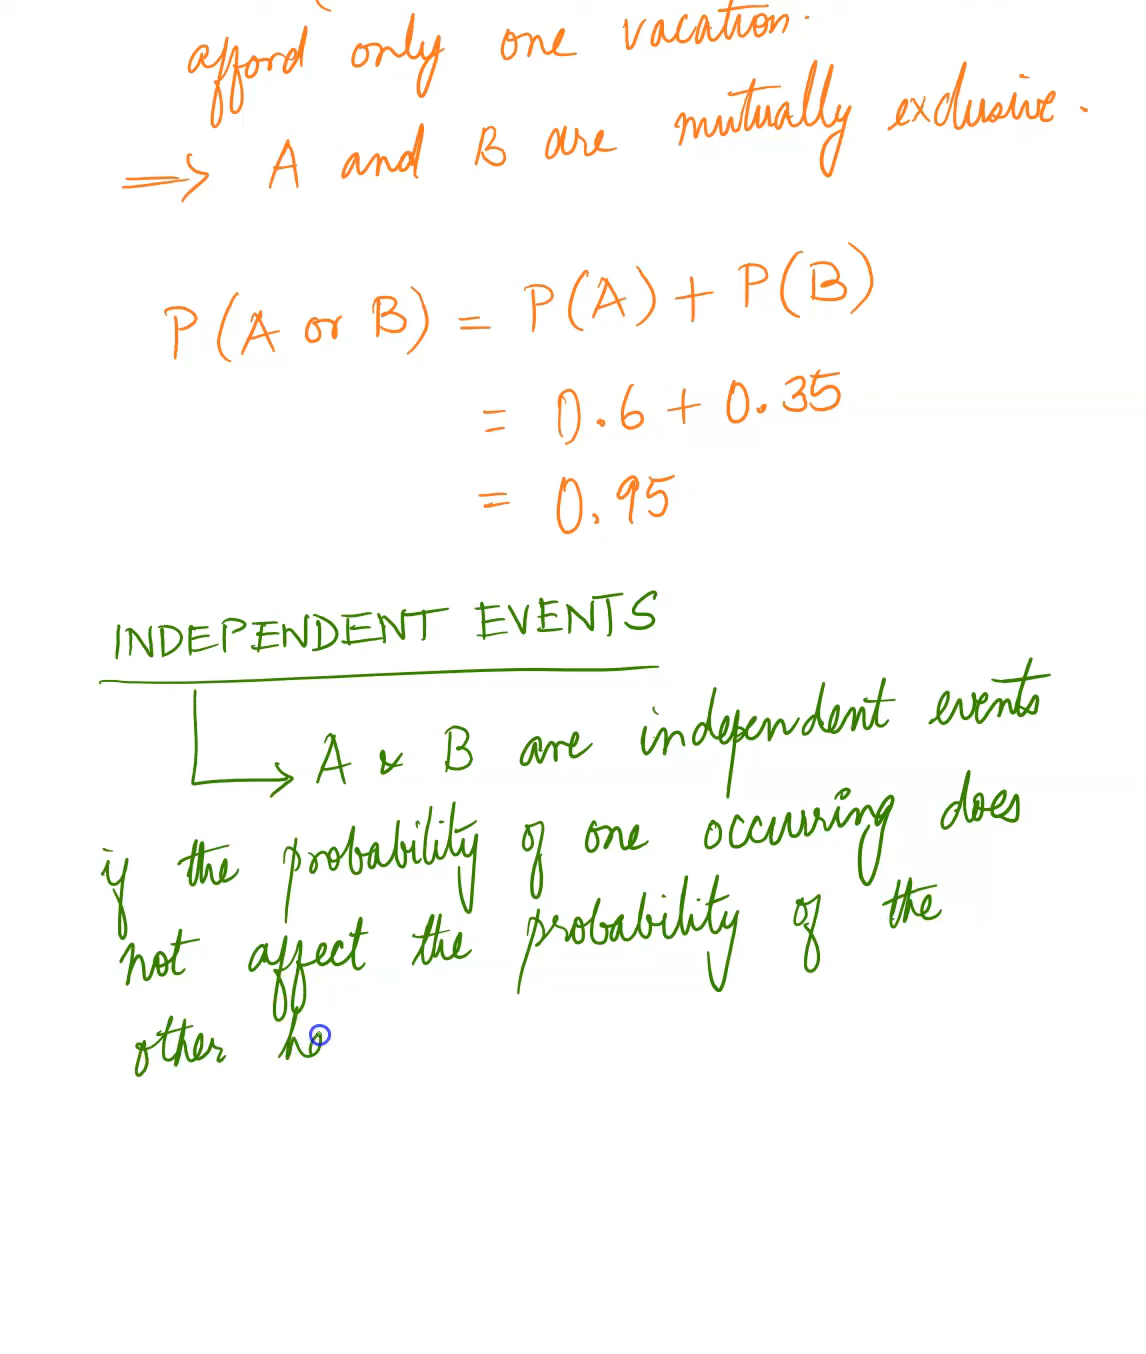 afford only one vacation.
⟹ A and B are mutually exclusive.
P(A or B) = P(A) + P(B)
= 0.6 + 0.35
= 0.95
INDEPENDENT EVENTS
→ A & B are independent events
if the probability of one occurring does
not affect the probability of the
other ho